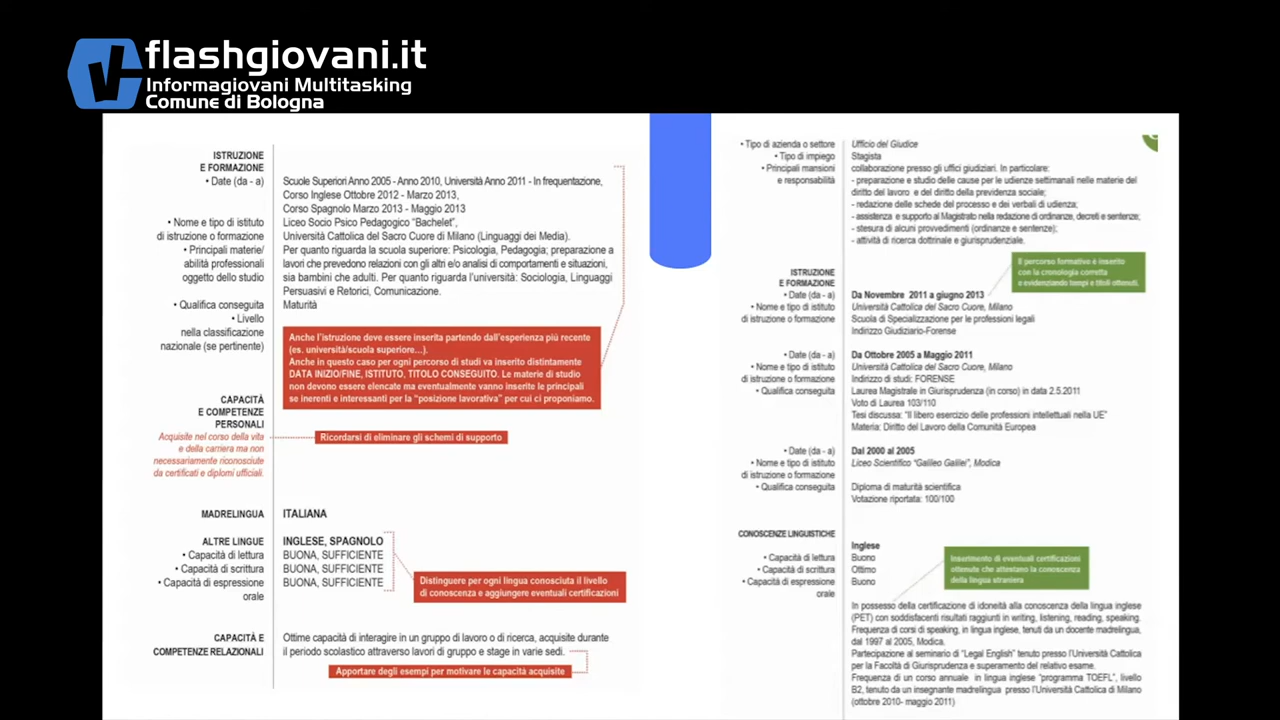 flashgiovani.it
Informagiovani Multitasking
Comune di Bologna
ISTRUZIONE
E FORMAZIONE
• Date (da - a)
Scuole Superiori Anno 2005 - Anno 2010, Università Anno 2011 - In frequentazione,
Corso Inglese Ottobre 2012 - Marzo 2013,
Corso Spagnolo Marzo 2013 - Maggio 2013
• Nome e tipo di istituto
di istruzione o formazione
Liceo Socio Psico Pedagogico “Bachelet”,
Università Cattolica del Sacro Cuore di Milano (Linguaggi dei Media).
• Principali materie/
abilità professionali
oggetto dello studio
Per quanto riguarda la scuola superiore: Psicologia, Pedagogia; preparazione a
lavori che prevedono relazioni con gli altri e/o analisi di comportamenti e situazioni,
sia bambini che adulti. Per quanto riguarda l'università: Sociologia, Linguaggi
Persuasivi e Retorici, Comunicazione.
• Qualifica conseguita
Maturità
• Livello
nella classificazione
nazionale (se pertinente)
Anche l'istruzione deve essere inserita partendo dall'esperienza più recente
(es. università/scuola superiore…).
Anche in questo caso per ogni percorso di studi va inserito distintamente
DATA INIZIO/FINE, ISTITUTO, TITOLO CONSEGUITO. Le materie di studio
non devono essere elencate ma eventualmente vanno inserite le principali
se inerenti e interessanti per la “posizione lavorativa” per cui ci proponiamo.
CAPACITÀ
E COMPETENZE
PERSONALI
Acquisite nel corso della vita
e della carriera ma non
necessariamente riconosciute
da certificati e diplomi ufficiali.
Ricordarsi di eliminare gli schemi di supporto
MADRELINGUA
ITALIANA
ALTRE LINGUE
INGLESE, SPAGNOLO
• Capacità di lettura
BUONA, SUFFICIENTE
• Capacità di scrittura
BUONA, SUFFICIENTE
• Capacità di espressione
orale
BUONA, SUFFICIENTE
Distinguere per ogni lingua conosciuta il livello
di conoscenza e aggiungere eventuali certificazioni
CAPACITÀ E
COMPETENZE RELAZIONALI
Ottime capacità di interagire in un gruppo di lavoro o di ricerca, acquisite durante
il periodo scolastico attraverso lavori di gruppo e stage in varie sedi.
Apportare degli esempi per motivare le capacità acquisite
• Tipo di azienda o settore
Ufficio del Giudice
• Tipo di impiego
Stagista
• Principali mansioni
e responsabilità
collaborazione presso gli uffici giudiziari. In particolare:
- preparazione e studio delle cause per le udienze settimanali nelle materie del
diritto del lavoro e del diritto della previdenza sociale;
- redazione delle schede del processo e dei verbali di udienza;
- assistenza e supporto al Magistrato nella redazione di ordinanze, decreti e sentenze;
- stesura di alcuni provvedimenti (ordinanze e sentenze);
- attività di ricerca dottrinale e giurisprudenziale.
Il percorso formativo è inserito
con la cronologia corretta
e evidenziando tempi e titoli ottenuti.
ISTRUZIONE
E FORMAZIONE
• Date (da - a)
Da Novembre 2011 a giugno 2013
• Nome e tipo di istituto
di istruzione o formazione
Università Cattolica del Sacro Cuore, Milano
Scuola di Specializzazione per le professioni legali
Indirizzo Giudiziario-Forense
• Date (da - a)
Da Ottobre 2005 a Maggio 2011
• Nome e tipo di istituto
di istruzione o formazione
Università Cattolica del Sacro Cuore, Milano
Indirizzo di studi: FORENSE
• Qualifica conseguita
Laurea Magistrale in Giurisprudenza (in corso) in data 2.5.2011
Voto di Laurea 103/110
Tesi discussa: “Il libero esercizio delle professioni intellettuali nella UE”
Materia: Diritto del Lavoro della Comunità Europea
• Date (da - a)
Dal 2000 al 2005
• Nome e tipo di istituto
di istruzione o formazione
Liceo Scientifico “Galileo Galilei”, Modica
• Qualifica conseguita
Diploma di maturità scientifica
Votazione riportata: 100/100
CONOSCENZE LINGUISTICHE
Inglese
• Capacità di lettura
Buono
• Capacità di scrittura
Ottimo
• Capacità di espressione
orale
Buono
Inserimento di eventuali certificazioni
ottenute che attestano la conoscenza
della lingua straniera
In possesso della certificazione di idoneità alla conoscenza della lingua inglese
(PET) con soddisfacenti risultati raggiunti in writing, listening, reading, speaking.
Frequenza di corsi di speaking, in lingua inglese, tenuti da un docente madrelingua,
dal 1997 al 2005, Modica.
Partecipazione al seminario di “Legal English” tenuto presso l'Università Cattolica
per la Facoltà di Giurisprudenza e superamento del relativo esame.
Frequenza di un corso annuale in lingua inglese “programma TOEFL”, livello
B2, tenuto da un insegnante madrelingua presso l'Università Cattolica di Milano
(ottobre 2010- maggio 2011)